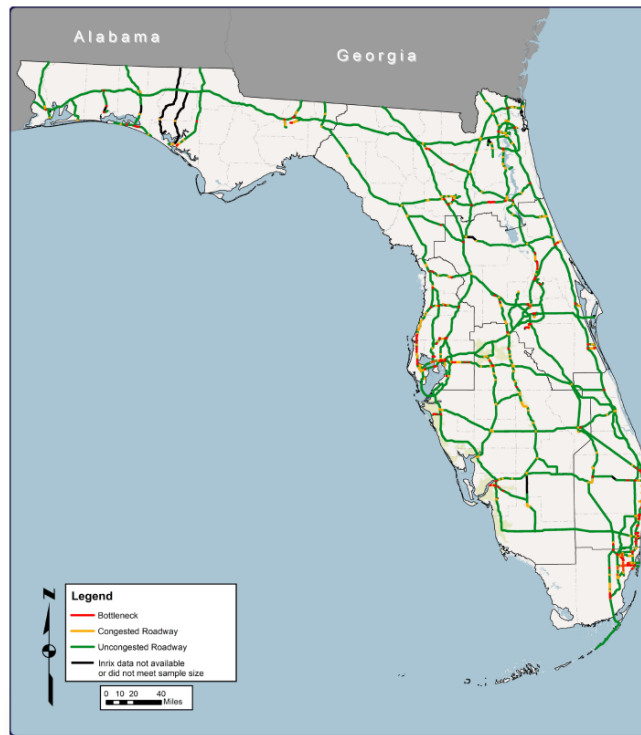 Alabama
Georgia
N
Legend
Bottleneck
Congested Roadway
Uncongested Roadway
Inrix data not available
or did not meet sample size
0 10 20 40
Miles